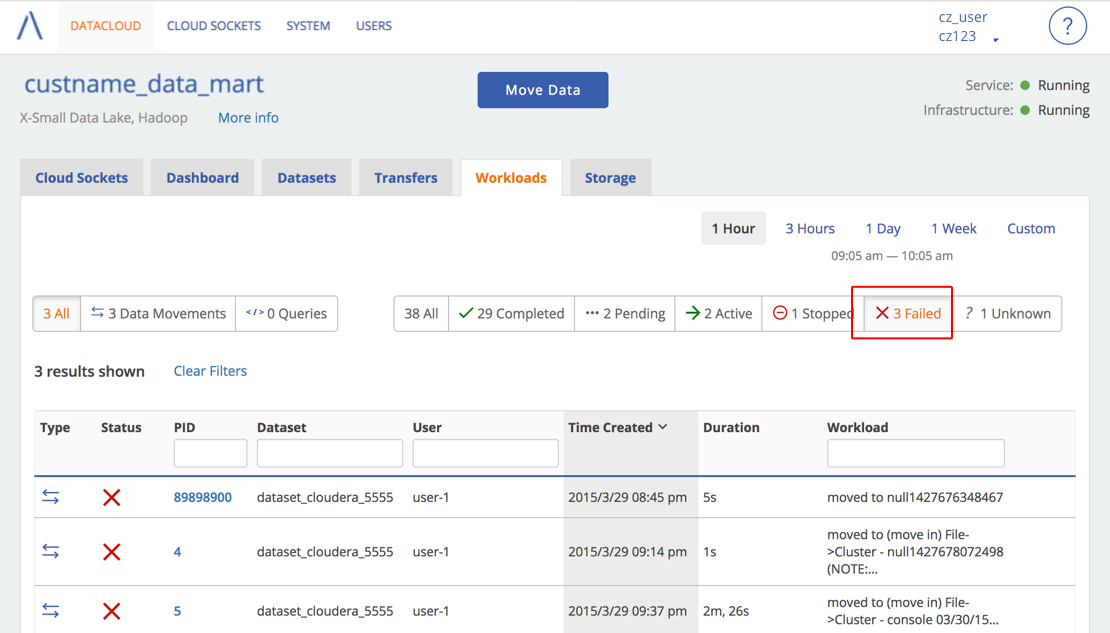 DATACLOUD CLOUD SOCKETS SYSTEM USERS
cz_user
cz123
?
custname_data_mart
Move Data
Service: Running
X-Small Data Lake, Hadoop More info
Infrastructure: Running
Cloud Sockets Dashboard Datasets Transfers Workloads Storage
1 Hour 3 Hours 1 Day 1 Week Custom
09:05 am — 10:05 am
3 All 3 Data Movements </> 0 Queries 38 All 29 Completed 2 Pending 2 Active 1 Stopped 3 Failed ? 1 Unknown
3 results shown Clear Filters
Type Status PID Dataset User Time Created Duration Workload
89898900 dataset_cloudera_5555 user-1 2015/3/29 08:45 pm 5s moved to null1427676348467
4 dataset_cloudera_5555 user-1 2015/3/29 09:14 pm 1s moved to (move in) File-
>Cluster - null1427678072498
(NOTE:...
5 dataset_cloudera_5555 user-1 2015/3/29 09:37 pm 2m, 26s moved to (move in) File-
>Cluster - console 03/30/15...